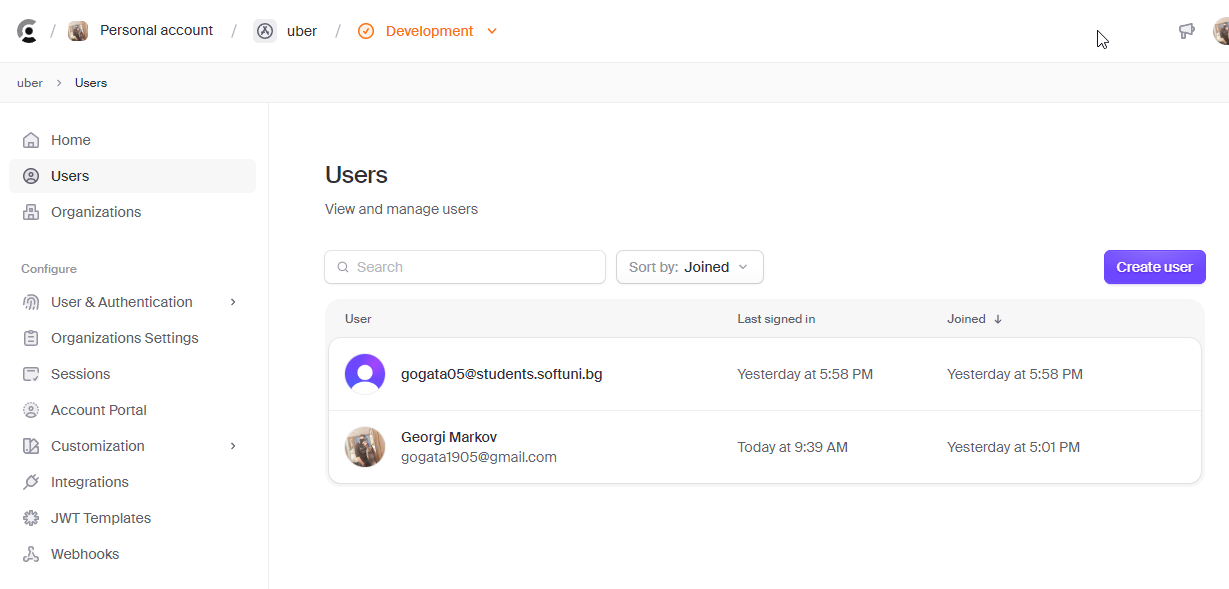 Personal account / uber / Development
uber > Users
Home
Users
Organizations
Configure
User & Authentication
Organizations Settings
Sessions
Account Portal
Customization
Integrations
JWT Templates
Webhooks
Users
View and manage users
Search
Sort by: Joined
Create user
User Last signed in Joined
gogata05@students.softuni.bg Yesterday at 5:58 PM Yesterday at 5:58 PM
Georgi Markov
gogata1905@gmail.com
Today at 9:39 AM Yesterday at 5:01 PM